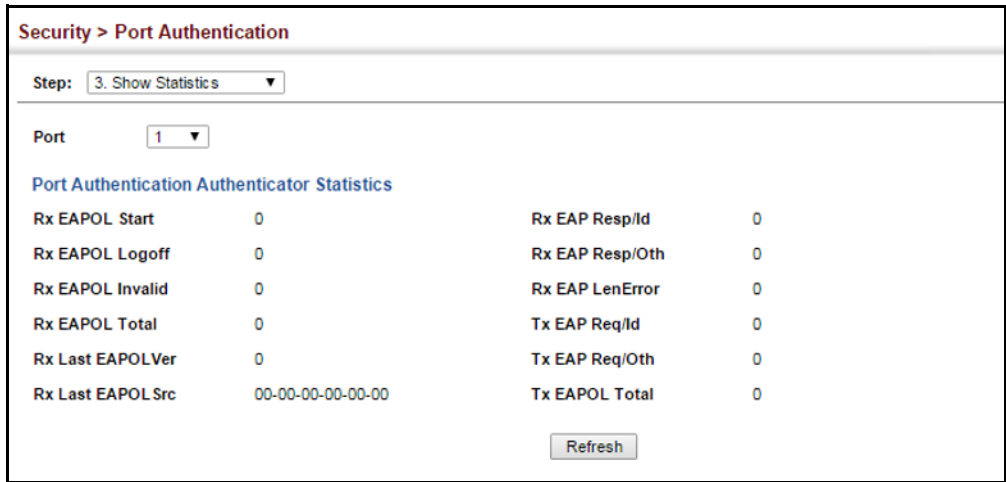 Security > Port Authentication
Step: 3. Show Statistics
Port 1
Port Authentication Authenticator Statistics
Rx EAPOL Start 0 Rx EAP Resp/Id 0
Rx EAPOL Logoff 0 Rx EAP Resp/Oth 0
Rx EAPOL Invalid 0 Rx EAP LenError 0
Rx EAPOL Total 0 Tx EAP Req/Id 0
Rx Last EAPOLVer 0 Tx EAP Req/Oth 0
Rx Last EAPOLSrc 00-00-00-00-00-00 Tx EAPOL Total 0
Refresh